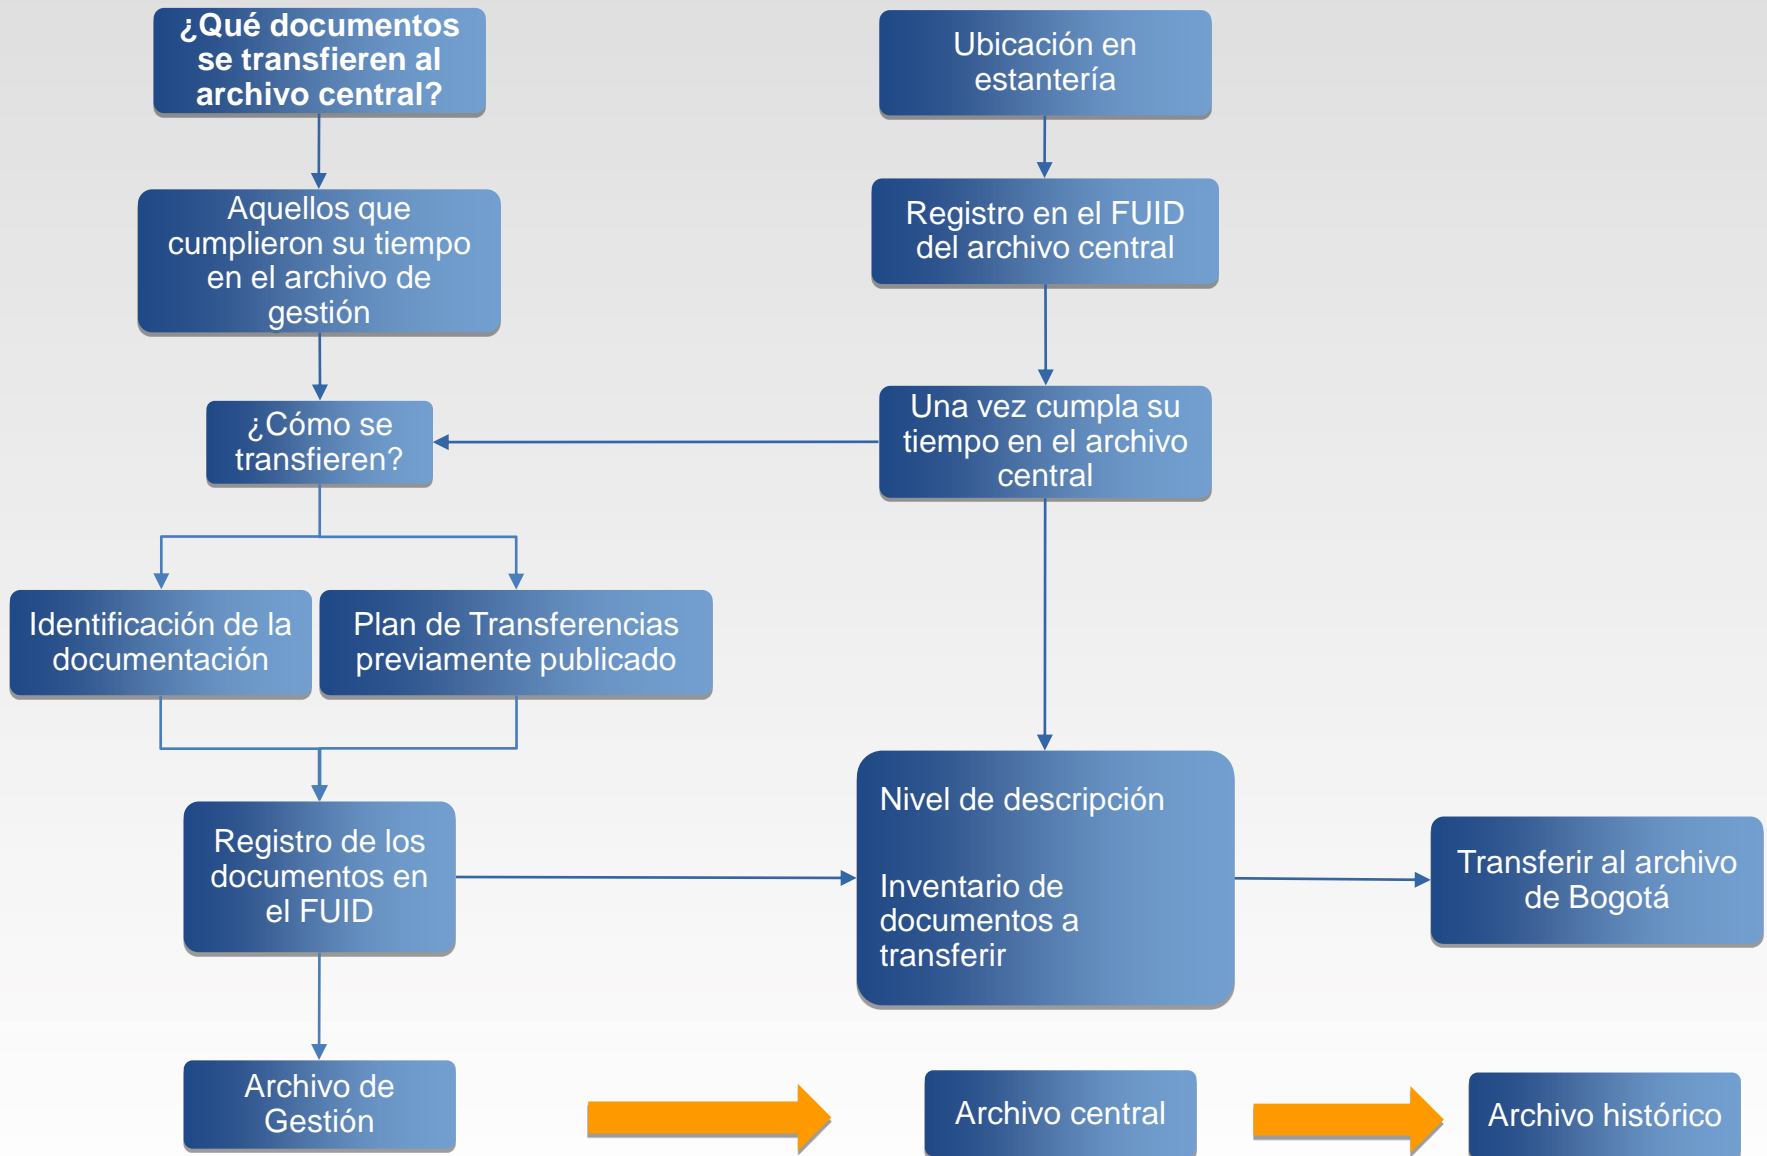 ¿Qué documentos
se transfieren al
archivo central?
Aquellos que
cumplieron su tiempo
en el archivo de
gestión
¿Cómo se
transfieren?
Identificación de la
documentación
Plan de Transferencias
previamente publicado
Registro de los
documentos en
el FUID
Archivo de
Gestión
Ubicación en
estantería
Registro en el FUID
del archivo central
Una vez cumpla su
tiempo en el archivo
central
Nivel de descripción
Inventario de
documentos a
transferir
Archivo central
Transferir al archivo
de Bogotá
Archivo histórico